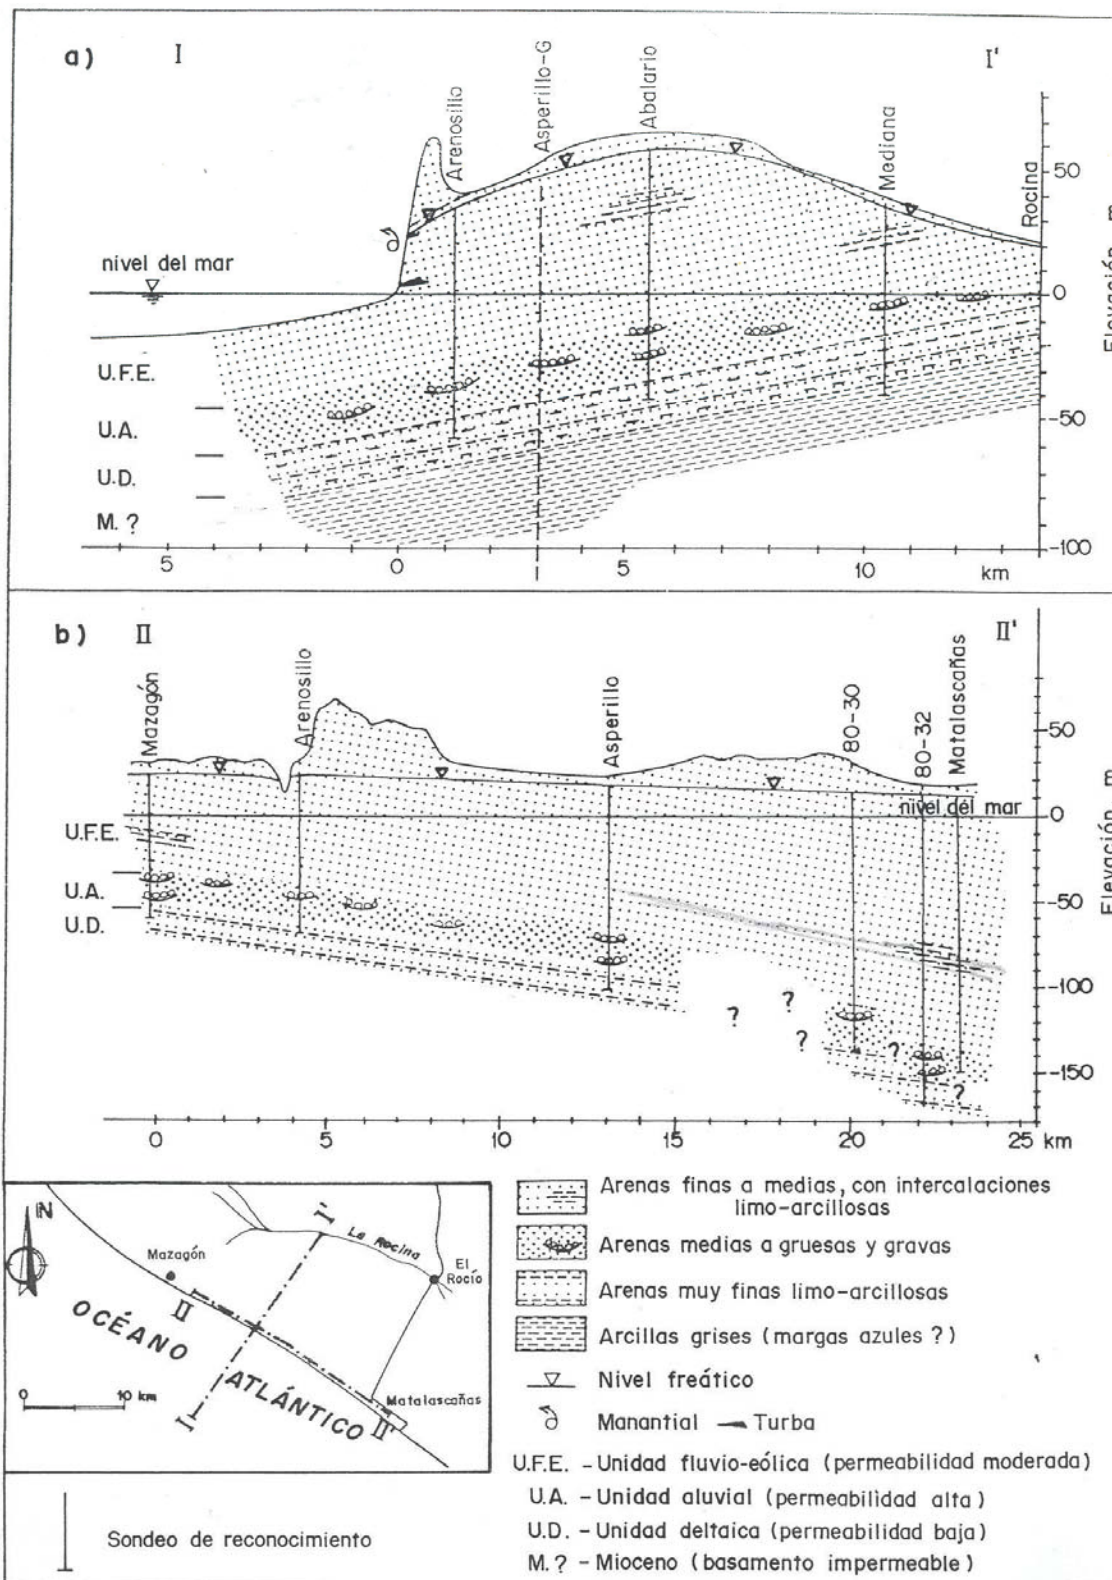 a)
I
I'
Arenosillo
Asperillo-G
Abalario
Mediana
Rocina
nivel del mar
50
0
-50
-100
Elevación m
U.F.E.
U.A.
U.D.
M. ?
5
0
5
10
km
I
b)
II
II'
Mazagón
Arenosillo
Asperillo
80-30
80-32
Matalascañas
nivel del mar
50
0
-50
-100
-150
Elevación m
U.F.E.
U.A.
U.D.
? ? ? ? ?
0
5
10
15
20
25 km
N
Mazagón
II
I'
La Rocina
El
Rocío
OCÉANO
ATLÁNTICO
Matalascañas
I
II'
0
10 km
Sondeo de reconocimiento
Arenas finas a medias, con intercalaciones
limo-arcillosas
Arenas medias a gruesas y gravas
Arenas muy finas limo-arcillosas
Arcillas grises (margas azules ?)
Nivel freático
Manantial
Turba
U.F.E. - Unidad fluvio-eólica (permeabilidad moderada)
U.A. - Unidad aluvial (permeabilidad alta)
U.D. - Unidad deltaica (permeabilidad baja)
M. ? - Mioceno (basamento impermeable)